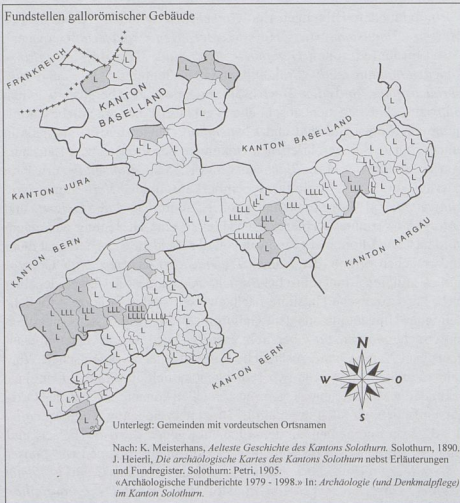 Fundstellen gallorömischer Gebäude
FRANKREICH
KANTON
BASELLAND
KANTON BASELLAND
KANTON JURA
KANTON AARGAU
KANTON BERN
KANTON BERN
N
W
O
S
Unterlegt: Gemeinden mit vordeutschen Ortsnamen
Nach: K. Meisterhans, Aelteste Geschichte des Kantons Solothurn. Solothurn, 1890.
J. Heierli, Die archäologische Kartes des Kantons Solothurn nebst Erläuterungen
und Fundregister. Solothurn: Petri, 1905.
«Archäologische Fundberichte 1979 - 1998.» In: Archäologie (und Denkmalpflege)
im Kanton Solothurn.